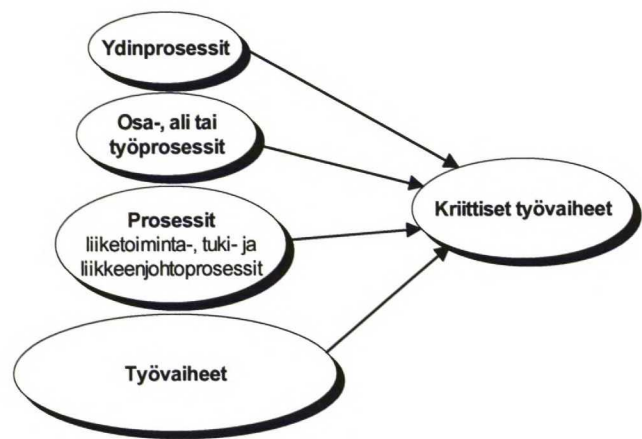 Ydinprosessit
Osa-, ali tai
työprosessit
Prosessit
liiketoiminta-, tuki- ja
liikkeenjohtoprosessit
Työvaiheet
Kriittiset työvaiheet